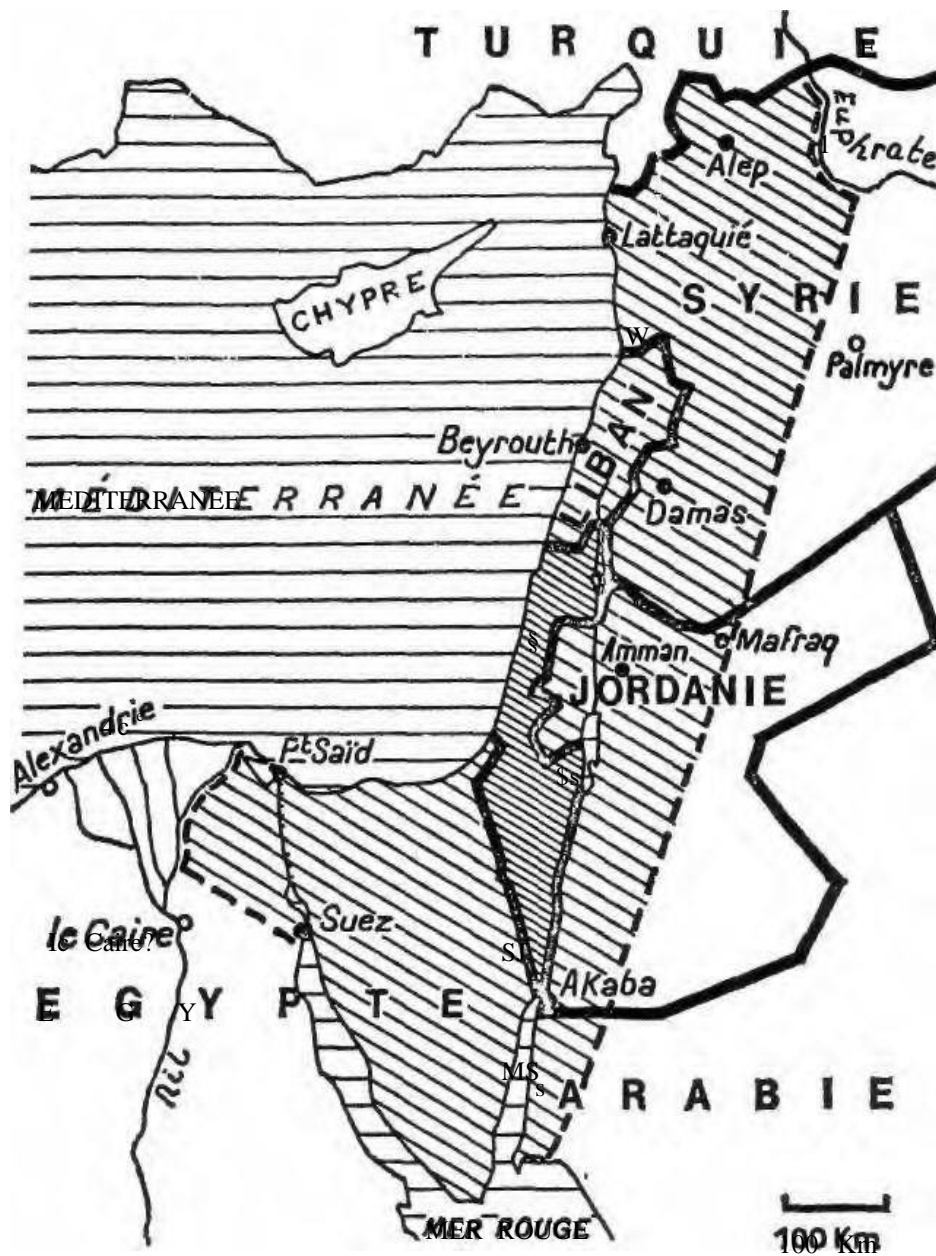 TURQUIE
Euphrate
Alep
Lattaquié
CHYPRE
SYRIE
Palmyre
LIBAN
Beyrouth
MÉDITERRANÉE
MEDITERRANEE
Damas
Mafraq
Amman
JORDANIE
Alexandrie
Pt Saïd
le Caire
Suez
Akaba
EGYPTE
Nil
ARABIE
MER ROUGE
100 Km